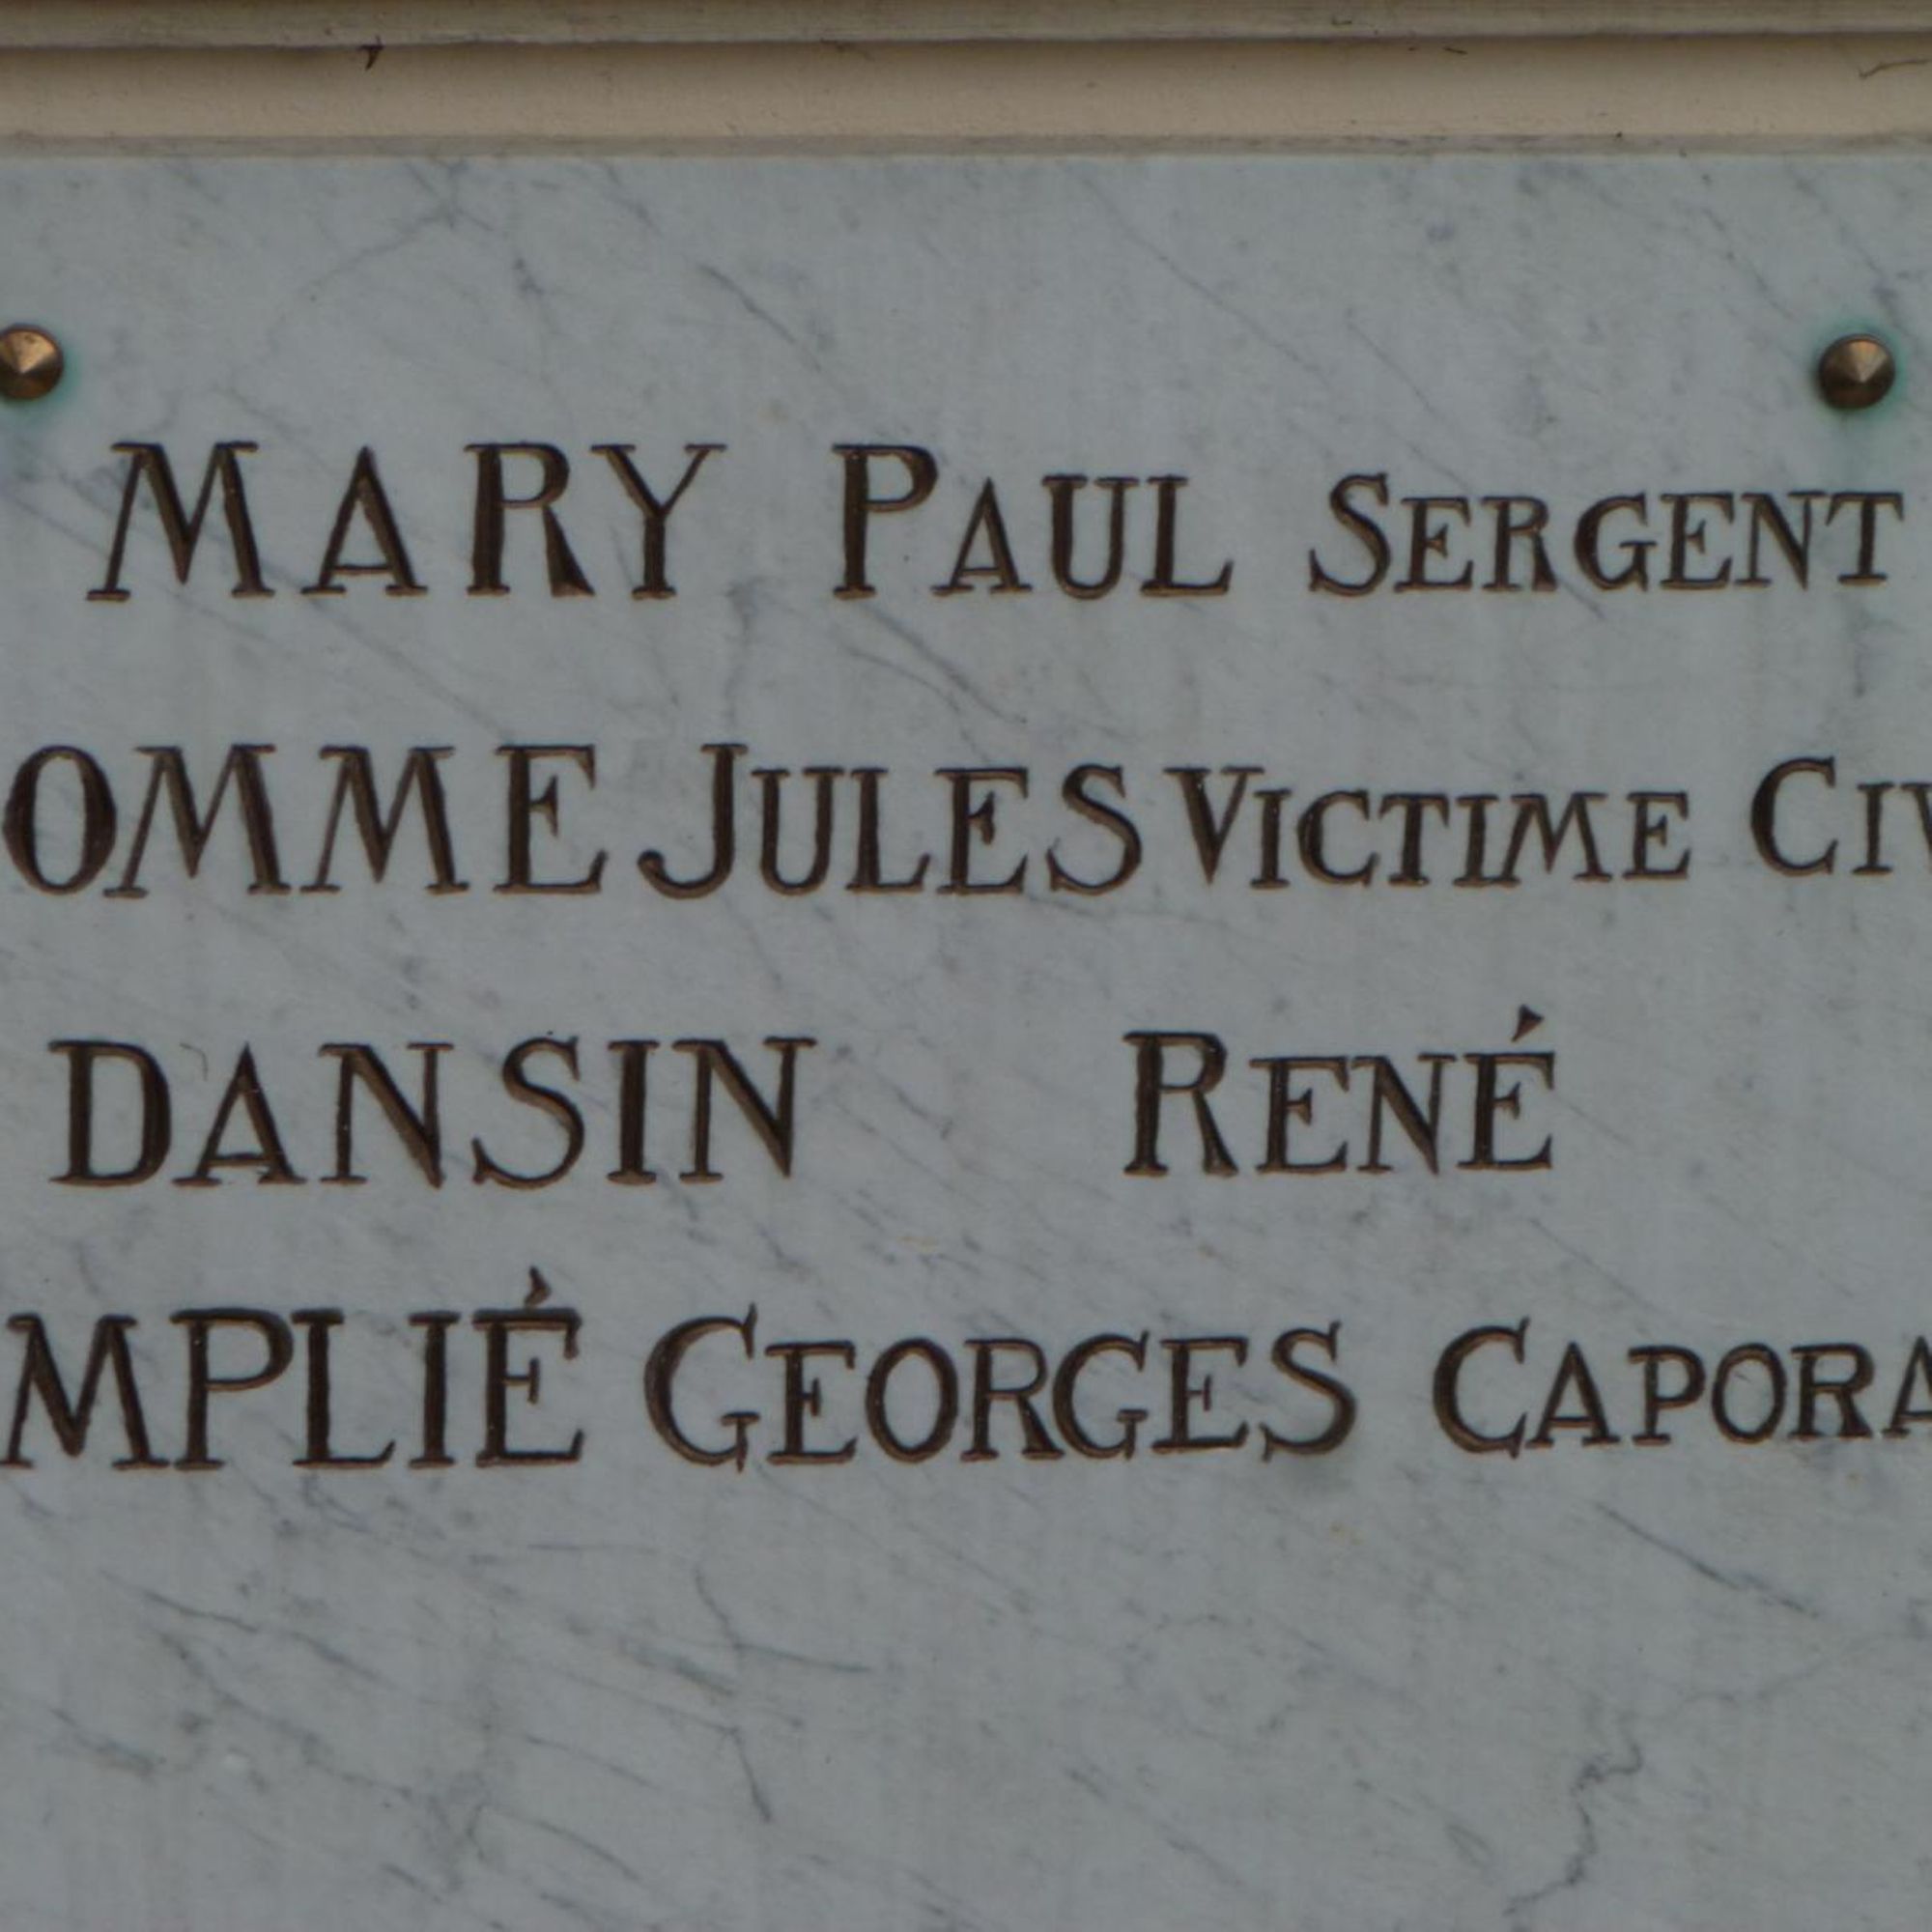 MARY PAUL SERGENT
OMME JULES VICTIME CIV
DANSIN RENÉ
MPLIÉ GEORGES CAPORA